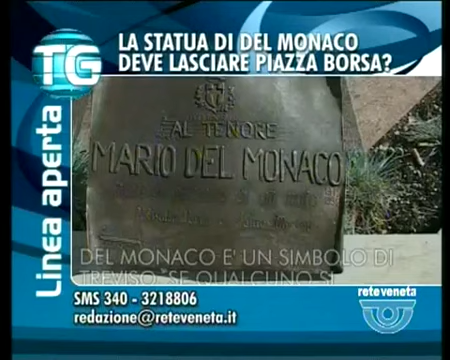 TG
LA STATUA DI DEL MONACO
DEVE LASCIARE PIAZZA BORSA?
Linea aperta
AL TENORE
MARIO DEL MONACO
DEL MONACO E' UN SIMBOLO DI
TREVISO. SE QUALCUNO SI
SMS 340 - 3218806
redazione@reteveneta.it
reteveneta